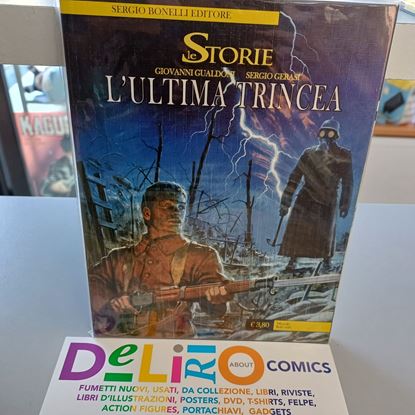 SERGIO BONELLI EDITORE
le STORIE
GIOVANNI GUALDONI SERGIO GERASI
L'ULTIMA TRINCEA
€ 3,80
DELIRIO ABOUT COMICS
FUMETTI NUOVI, USATI, DA COLLEZIONE, LIBRI, RIVISTE,
LIBRI D'ILLUSTRAZIONI, POSTERS, DVD, T-SHIRTS, FELPE,
ACTION FIGURES, PORTACHIAVI, GADGETS